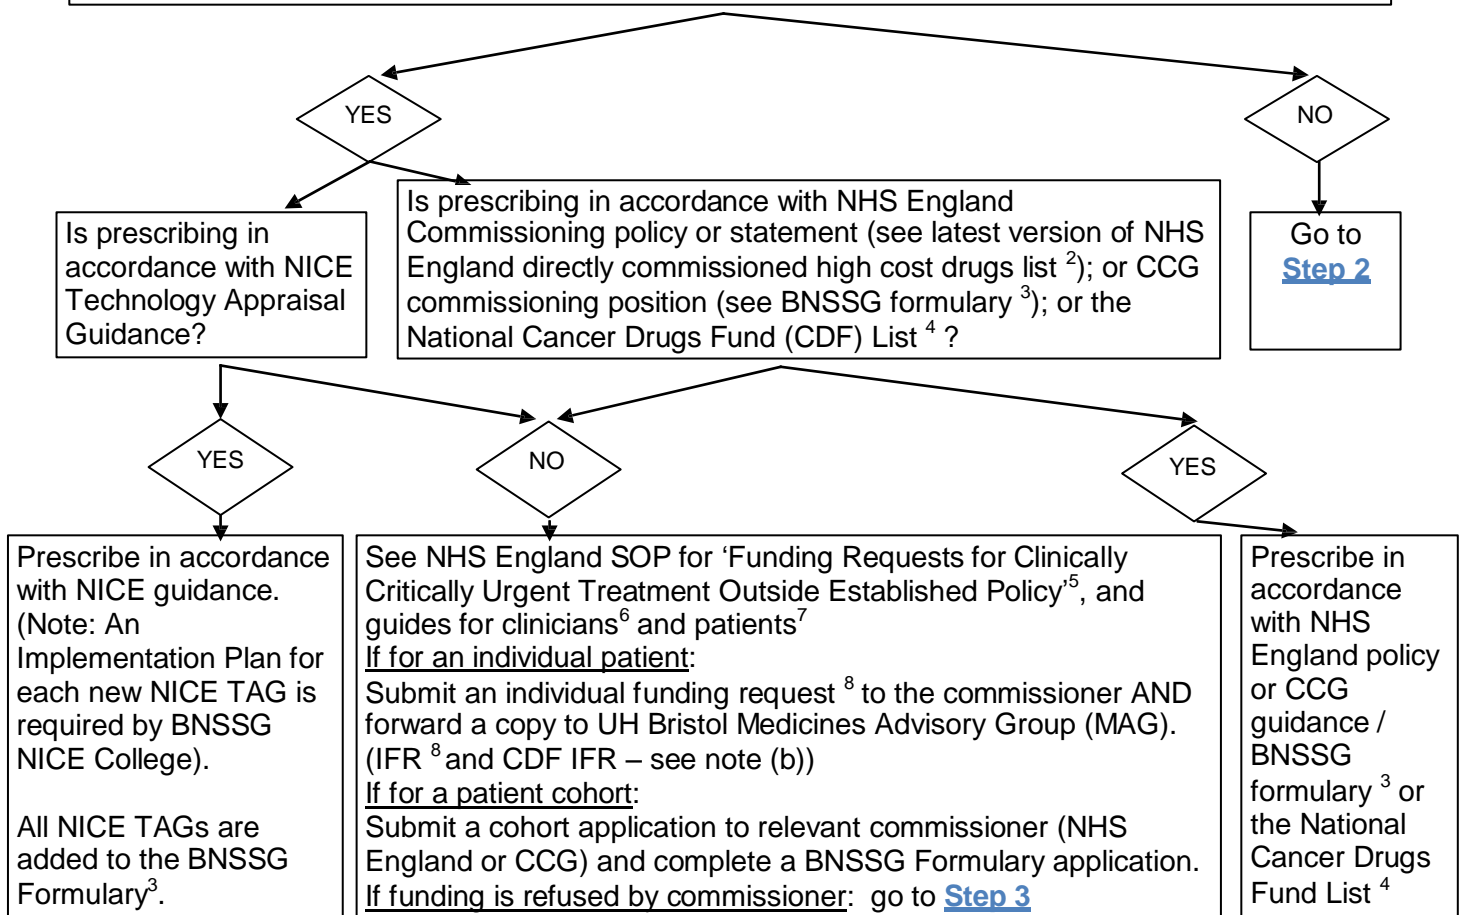 YES
NO
Is prescribing in
accordance with NICE
Technology Appraisal
Guidance?
Is prescribing in accordance with NHS England
Commissioning policy or statement (see latest version of NHS
England directly commissioned high cost drugs list 2); or CCG
commissioning position (see BNSSG formulary 3); or the
National Cancer Drugs Fund (CDF) List 4 ?
Go to
Step 2
YES
NO
YES
Prescribe in accordance
with NICE guidance.
(Note: An
Implementation Plan for
each new NICE TAG is
required by BNSSG
NICE College).
All NICE TAGs are
added to the BNSSG
Formulary3.
See NHS England SOP for ‘Funding Requests for Clinically
Critically Urgent Treatment Outside Established Policy’5, and
guides for clinicians6 and patients7
If for an individual patient:
Submit an individual funding request 8 to the commissioner AND
forward a copy to UH Bristol Medicines Advisory Group (MAG).
(IFR 8 and CDF IFR – see note (b))
If for a patient cohort:
Submit a cohort application to relevant commissioner (NHS
England or CCG) and complete a BNSSG Formulary application.
If funding is refused by commissioner: go to Step 3
Prescribe in
accordance
with NHS
England policy
or CCG
guidance /
BNSSG
formulary 3 or
the National
Cancer Drugs
Fund List 4